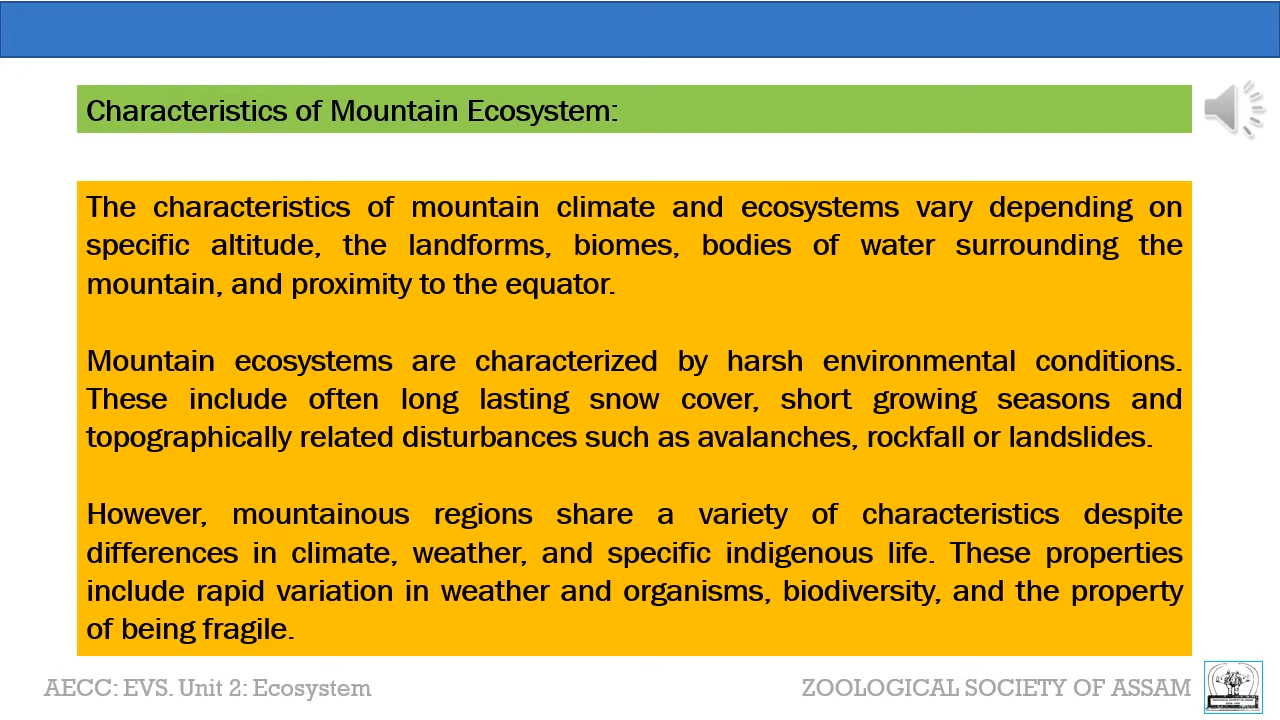 Characteristics of Mountain Ecosystem:
The characteristics of mountain climate and ecosystems vary depending on
specific altitude, the landforms, biomes, bodies of water surrounding the
mountain, and proximity to the equator.
Mountain ecosystems are characterized by harsh environmental conditions.
These include often long lasting snow cover, short growing seasons and
topographically related disturbances such as avalanches, rockfall or landslides.
However, mountainous regions share a variety of characteristics despite
differences in climate, weather, and specific indigenous life. These properties
include rapid variation in weather and organisms, biodiversity, and the property
of being fragile.
AECC: EVS. Unit 2: Ecosystem
ZOOLOGICAL SOCIETY OF ASSAM